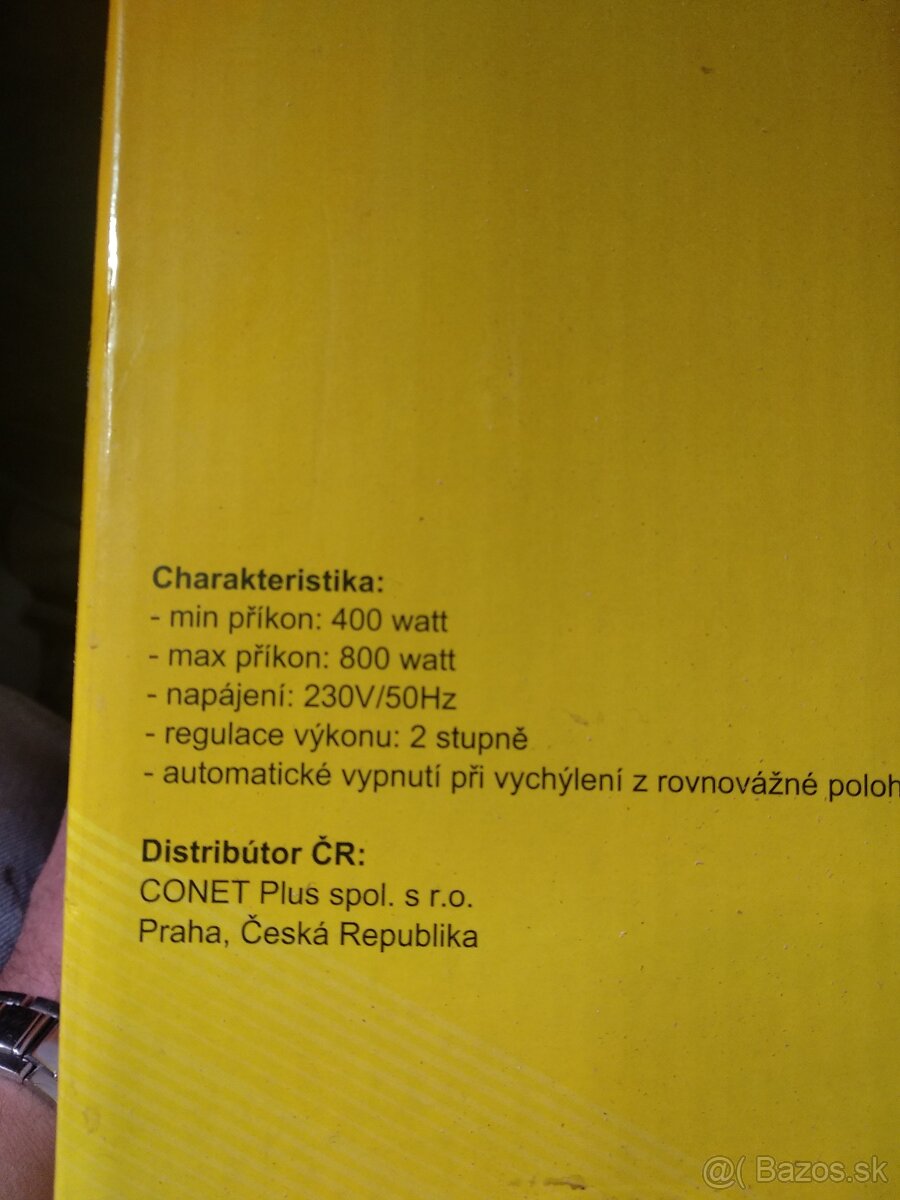 Charakteristika:
- min příkon: 400 watt
- max příkon: 800 watt
- napájení: 230V/50Hz
- regulace výkonu: 2 stupně
- automatické vypnutí při vychýlení z rovnovážné poloh
Distribútor ČR:
CONET Plus spol. s r.o.
Praha, Česká Republika
@( Bazos.sk